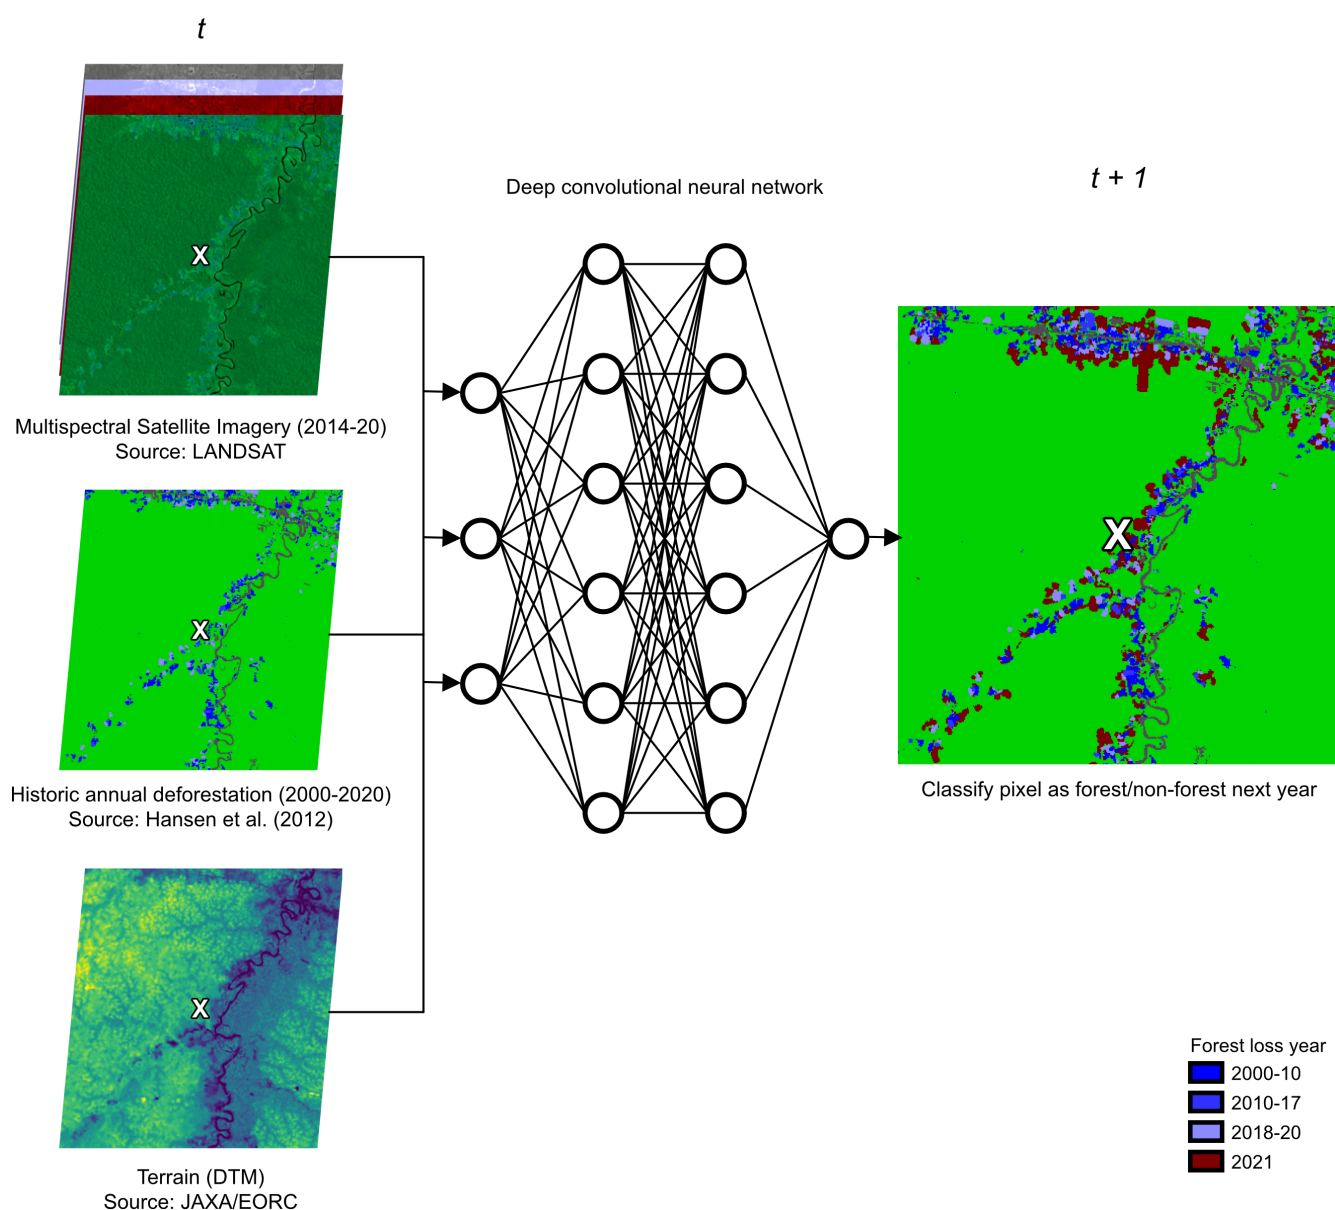 t
Deep convolutional neural network
t + 1
X
Multispectral Satellite Imagery (2014-20)
Source: LANDSAT
X
Historic annual deforestation (2000-2020)
Source: Hansen et al. (2012)
X
Terrain (DTM)
Source: JAXA/EORC
X
Classify pixel as forest/non-forest next year
Forest loss year
2000-10
2010-17
2018-20
2021